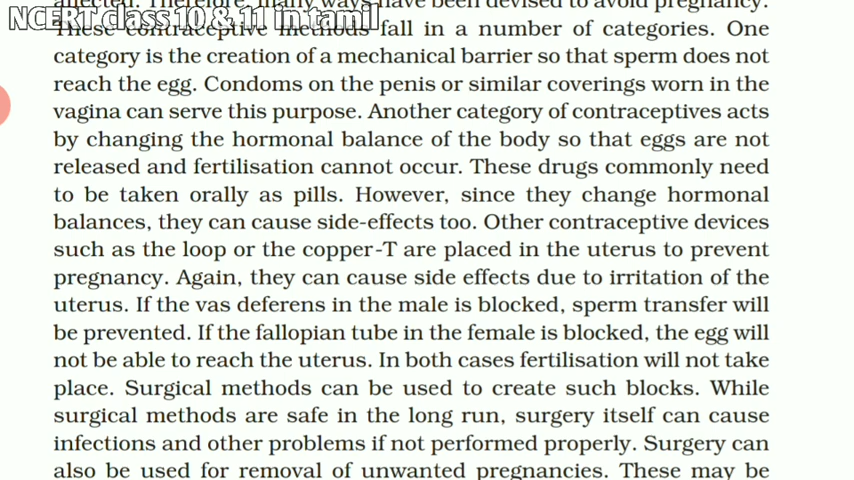 affected. Therefore, many ways have been devised to avoid pregnancy.
NCERT class 10 & 11 in tamil
These contraceptive methods fall in a number of categories. One
category is the creation of a mechanical barrier so that sperm does not
reach the egg. Condoms on the penis or similar coverings worn in the
vagina can serve this purpose. Another category of contraceptives acts
by changing the hormonal balance of the body so that eggs are not
released and fertilisation cannot occur. These drugs commonly need
to be taken orally as pills. However, since they change hormonal
balances, they can cause side-effects too. Other contraceptive devices
such as the loop or the copper-T are placed in the uterus to prevent
pregnancy. Again, they can cause side effects due to irritation of the
uterus. If the vas deferens in the male is blocked, sperm transfer will
be prevented. If the fallopian tube in the female is blocked, the egg will
not be able to reach the uterus. In both cases fertilisation will not take
place. Surgical methods can be used to create such blocks. While
surgical methods are safe in the long run, surgery itself can cause
infections and other problems if not performed properly. Surgery can
also be used for removal of unwanted pregnancies. These may be